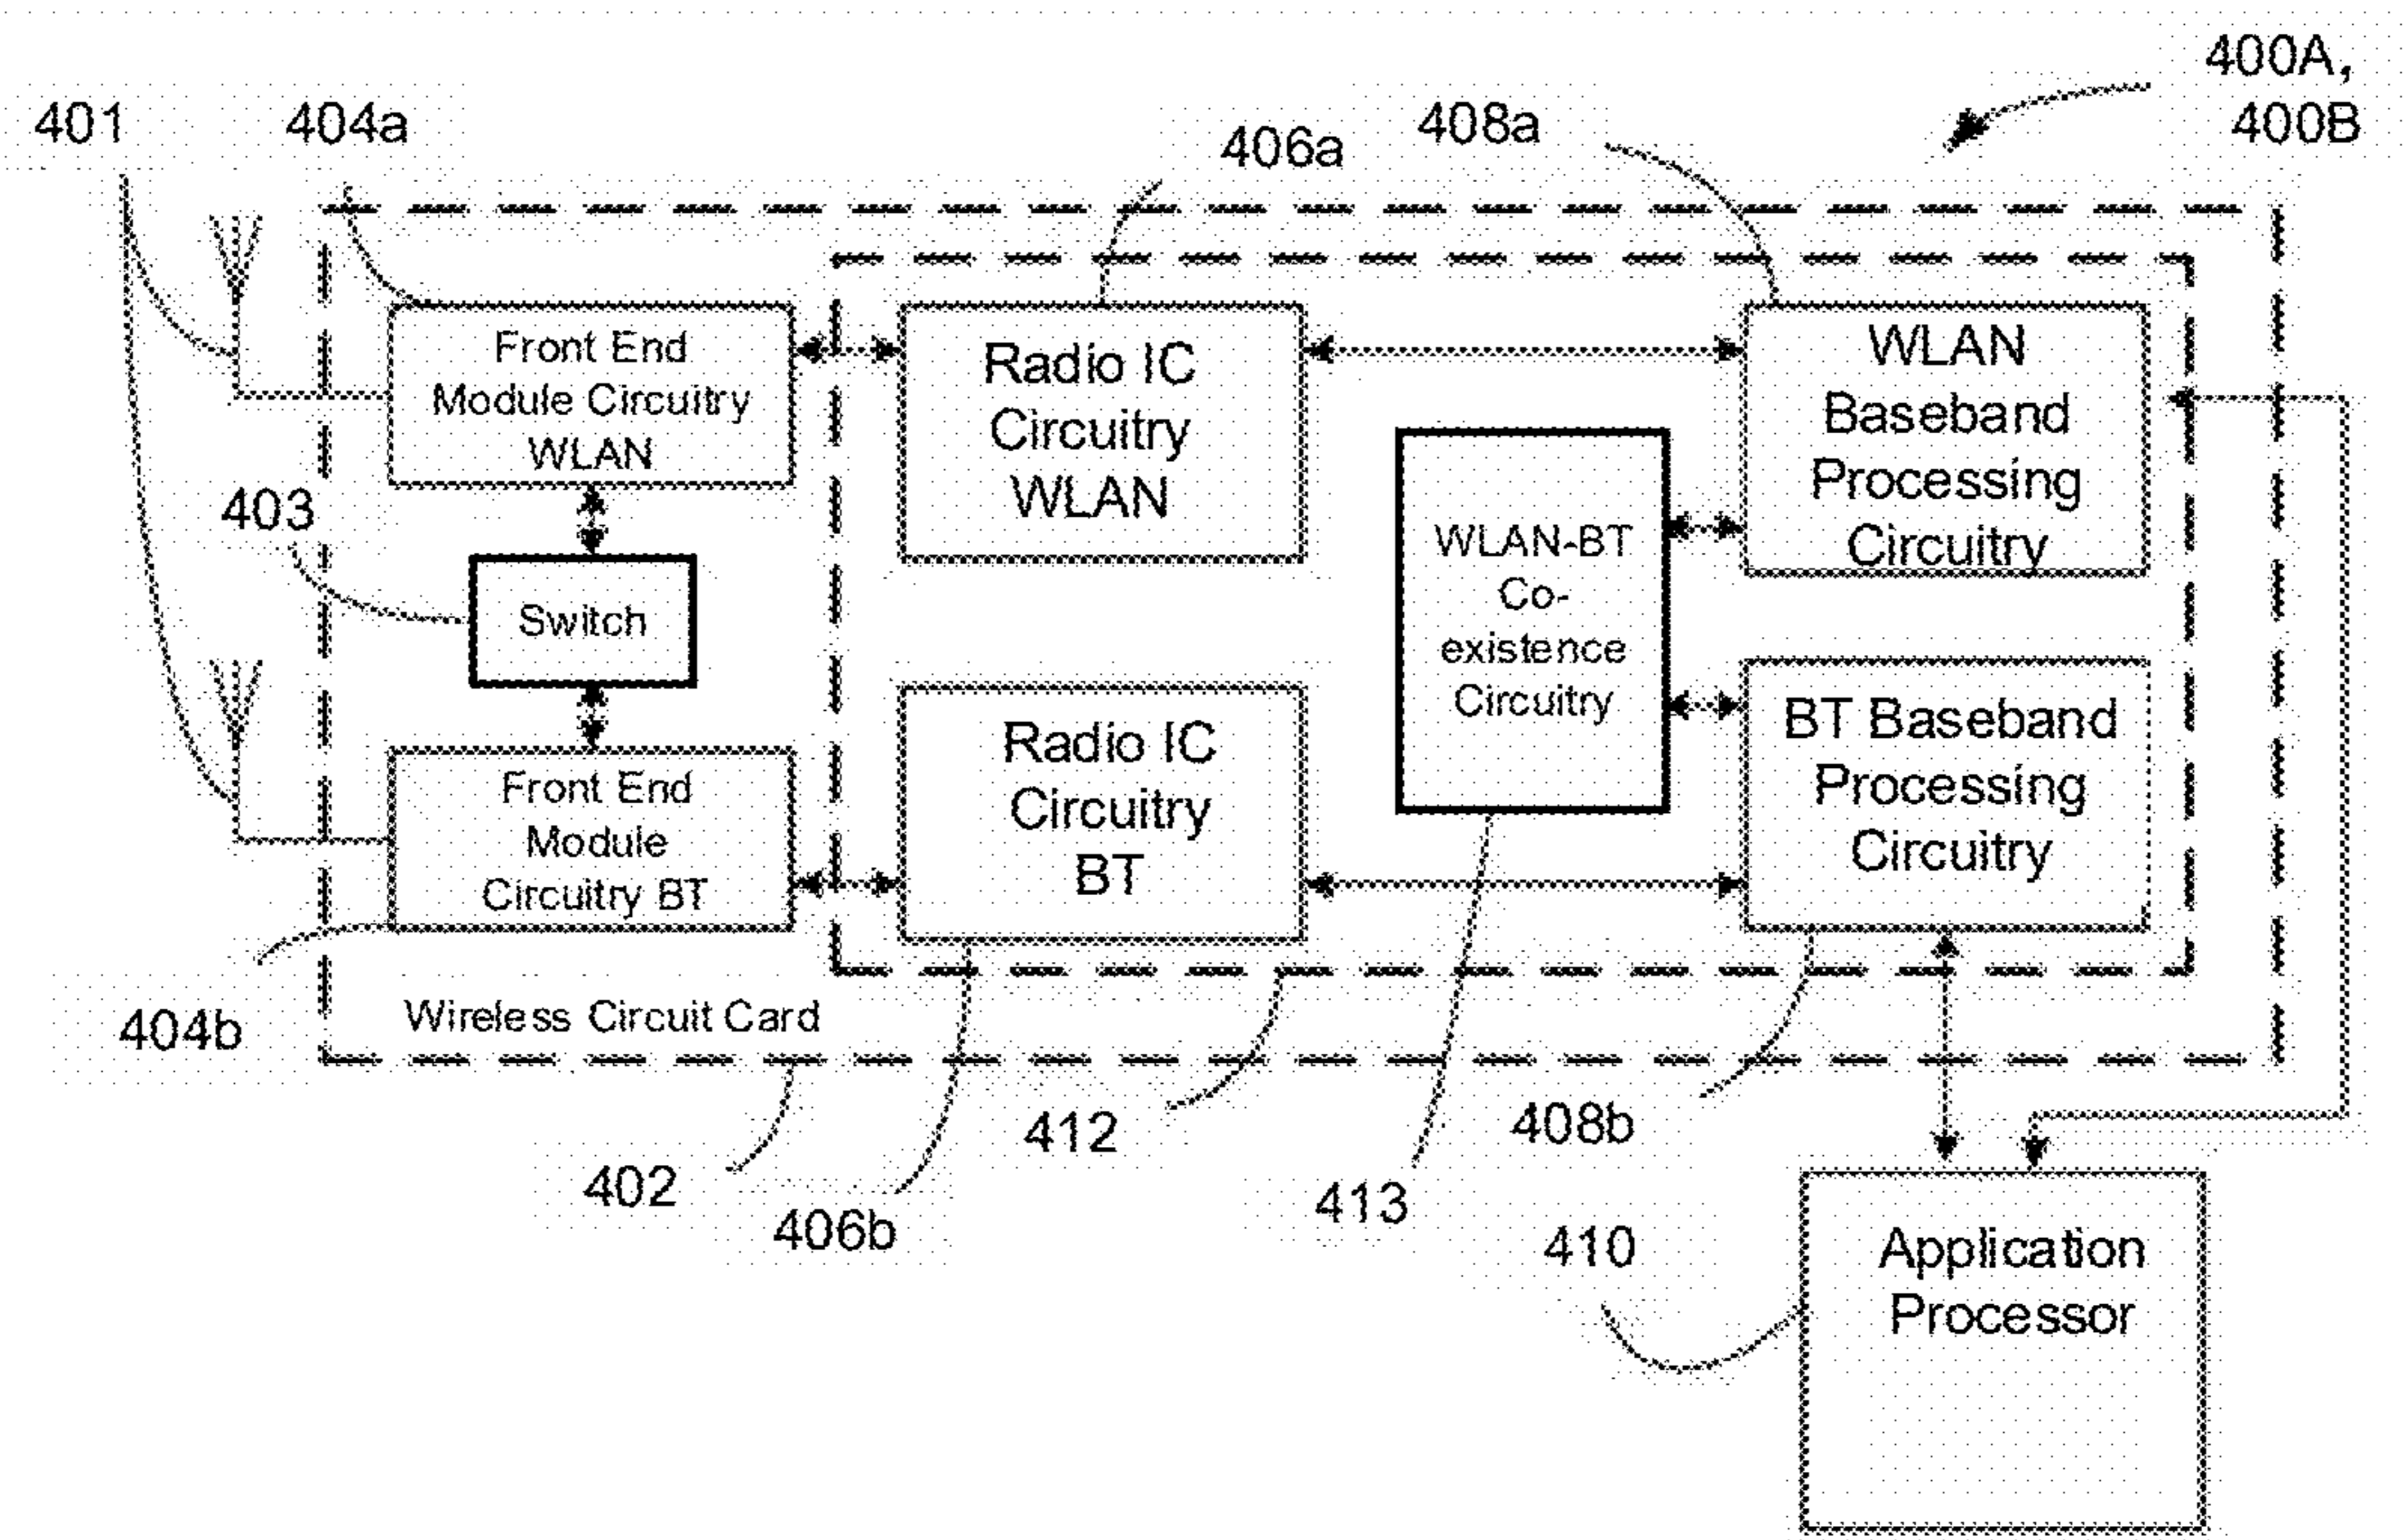 400A,
400B
401
404a
406a
408a
Front End
Module Circuitry
WLAN
Radio IC
Circuitry
WLAN
WLAN
Baseband
Processing
Circuitry
403
Switch
WLAN-BT
Co-
existence
Circuitry
Front End
Module
Circuitry BT
Radio IC
Circuitry
BT
BT Baseband
Processing
Circuitry
404b
Wireless Circuit Card
402
406b
412
413
408b
410
Application
Processor